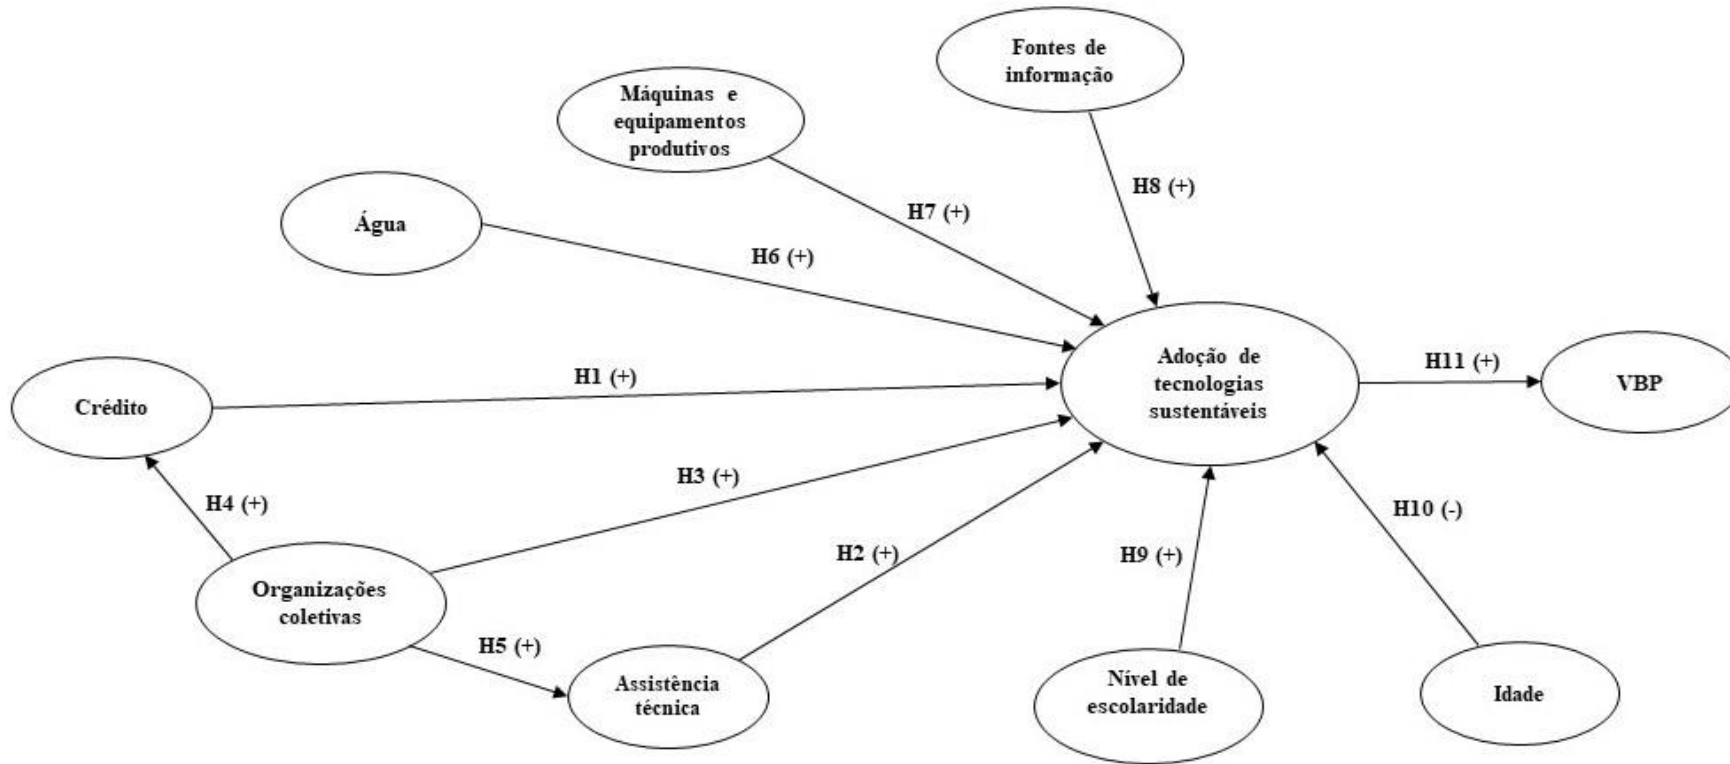 Fontes de
informação
Máquinas e
equipamentos
produtivos
H8 (+)
H7 (+)
Água
H6 (+)
Adoção de
tecnologias
sustentáveis
H11 (+)
VBP
H1 (+)
Crédito
H3 (+)
H4 (+)
H10 (-)
H2 (+)
H9 (+)
Organizações
coletivas
H5 (+)
Assistência
técnica
Nível de
escolaridade
Idade